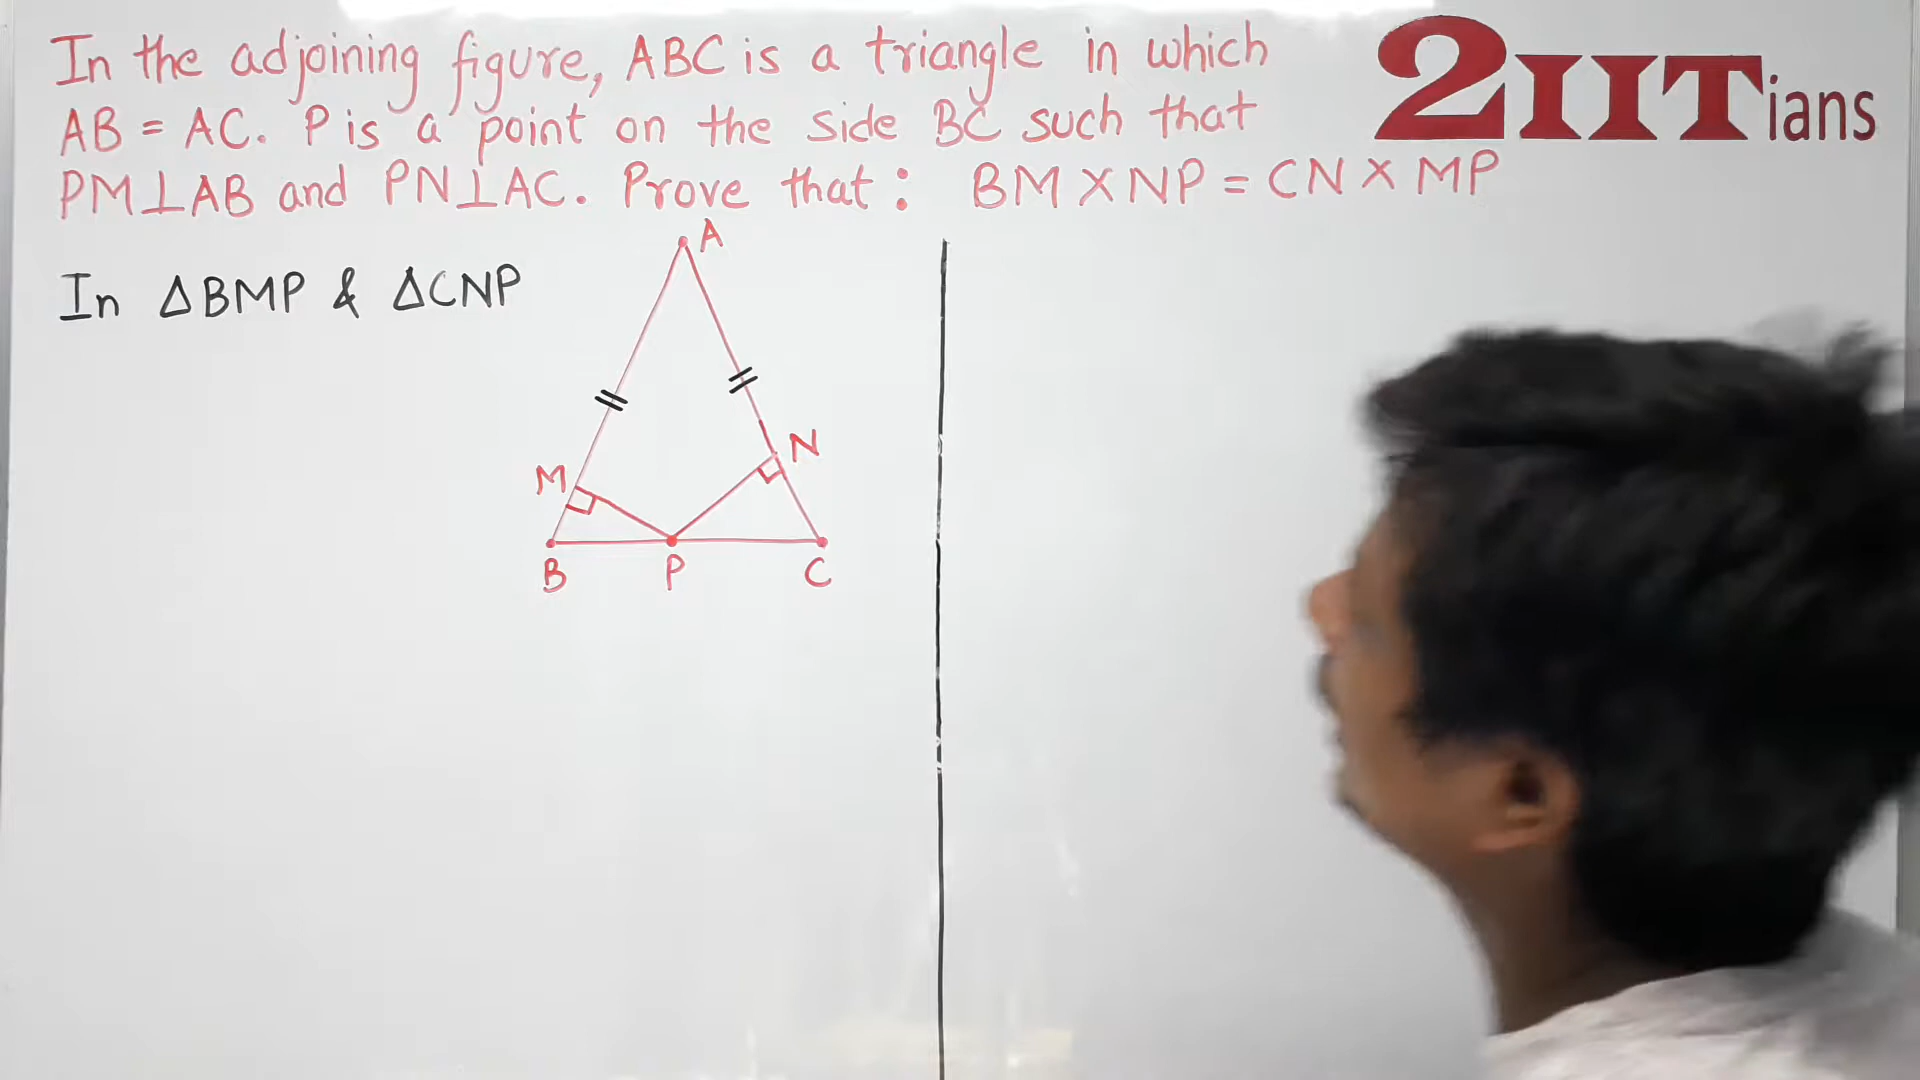 In the adjoining figure, ABC is a triangle in which
AB = AC. P is a point on the side BC such that
PM⊥AB and PN⊥AC. Prove that: BM X NP = CN X MP
2IITians
In ΔBMP & ΔCNP
A
M
N
B
P
C